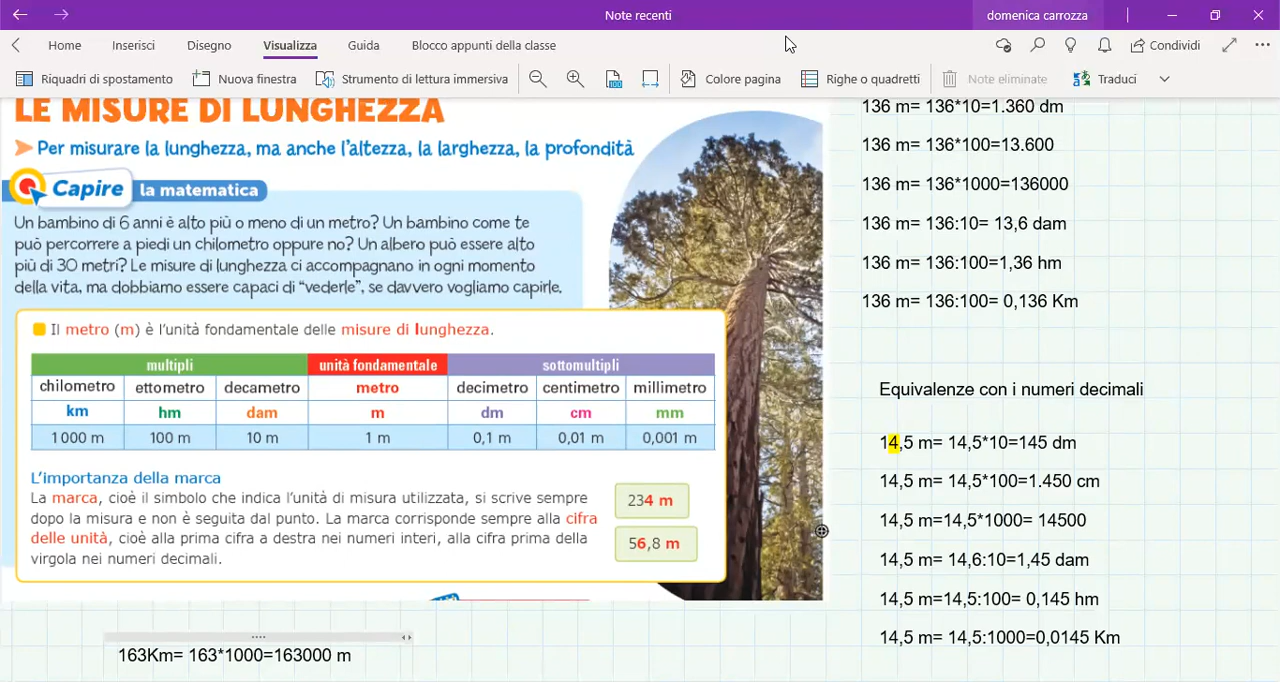 Note recenti
domenica carrozza
Home Inserisci Disegno Visualizza Guida Blocco appunti della classe
Condividi
Riquadri di spostamento Nuova finestra Strumento di lettura immersiva Colore pagina Righe o quadretti Note eliminate Traduci
LE MISURE DI LUNGHEZZA
Per misurare la lunghezza, ma anche l'altezza, la larghezza, la profondità
Capire la matematica
Un bambino di 6 anni è alto più o meno di un metro? Un bambino come te
può percorrere a piedi un chilometro oppure no? Un albero può essere alto
più di 30 metri? Le misure di lunghezza ci accompagnano in ogni momento
della vita, ma dobbiamo essere capaci di "vederle", se davvero vogliamo capirle.
Il metro (m) è l'unità fondamentale delle misure di lunghezza.
multipli unità fondamentale sottomultipli
chilometro ettometro decametro metro decimetro centimetro millimetro
km hm dam m dm cm mm
1 000 m 100 m 10 m 1 m 0,1 m 0,01 m 0,001 m
L'importanza della marca
La marca, cioè il simbolo che indica l'unità di misura utilizzata, si scrive sempre
dopo la misura e non è seguita dal punto. La marca corrisponde sempre alla cifra
delle unità, cioè alla prima cifra a destra nei numeri interi, alla cifra prima della
virgola nei numeri decimali.
234 m
56,8 m
163Km= 163*1000=163000 m
136 m= 136*10=1.360 dm
136 m= 136*100=13.600
136 m= 136*1000=136000
136 m= 136:10= 13,6 dam
136 m= 136:100=1,36 hm
136 m= 136:100= 0,136 Km
Equivalenze con i numeri decimali
14,5 m= 14,5*10=145 dm
14,5 m= 14,5*100=1.450 cm
14,5 m=14,5*1000= 14500
14,5 m= 14,6:10=1,45 dam
14,5 m=14,5:100= 0,145 hm
14,5 m= 14,5:1000=0,0145 Km